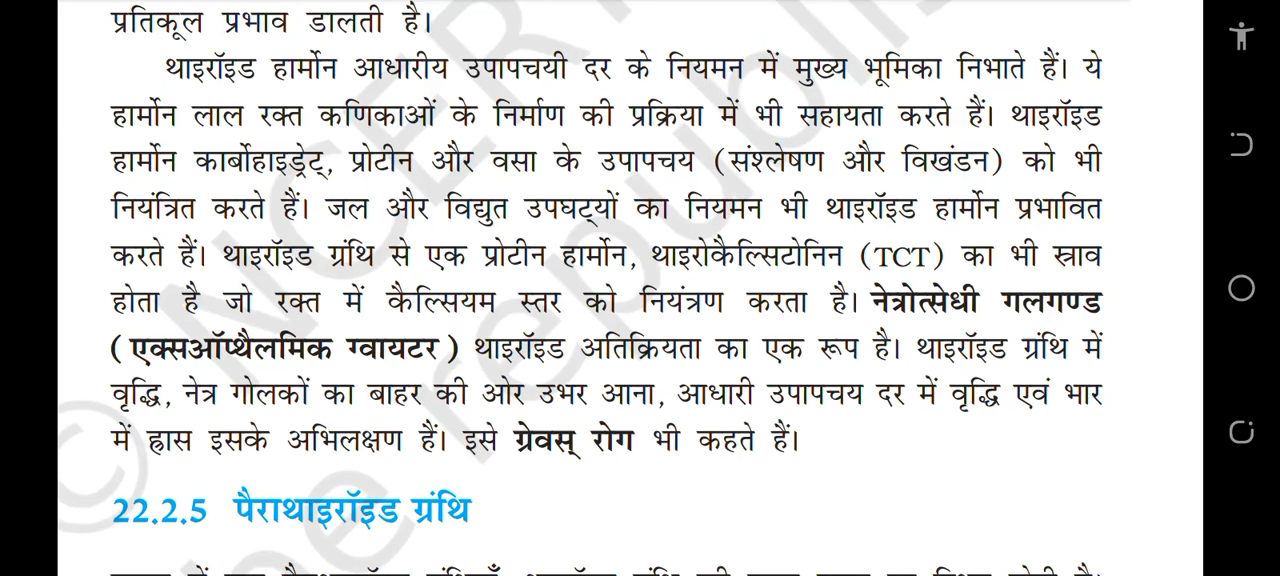 प्रतिकूल प्रभाव डालती है।
थाइरॉइड हार्मोन आधारीय उपापचयी दर के नियमन में मुख्य भूमिका निभाते हैं। ये
हार्मोन लाल रक्त कणिकाओं के निर्माण की प्रक्रिया में भी सहायता करते हैं। थाइरॉइड
हार्मोन कार्बोहाइड्रेट्, प्रोटीन और वसा के उपापचय (संश्लेषण और विखंडन) को भी
नियंत्रित करते हैं। जल और विद्युत उपघट्यों का नियमन भी थाइरॉइड हार्मोन प्रभावित
करते हैं। थाइरॉइड ग्रंथि से एक प्रोटीन हार्मोन, थाइरोकैल्सिटोनिन (TCT) का भी स्राव
होता है जो रक्त में कैल्सियम स्तर को नियंत्रण करता है। नेत्रोत्सेधी गलगण्ड
(एक्सऑप्थैलमिक ग्वायटर) थाइरॉइड अतिक्रियता का एक रूप है। थाइरॉइड ग्रंथि में
वृद्धि, नेत्र गोलकों का बाहर की ओर उभर आना, आधारी उपापचय दर में वृद्धि एवं भार
में ह्रास इसके अभिलक्षण हैं। इसे ग्रेवस् रोग भी कहते हैं।
22.2.5 पैराथाइरॉइड ग्रंथि